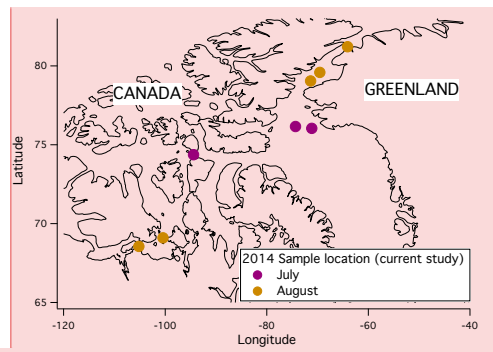 80
75
70
65
Latitude
CANADA
GREENLAND
2014 Sample location (current study)
July
August
-120
-100
-80
-60
-40
Longitude